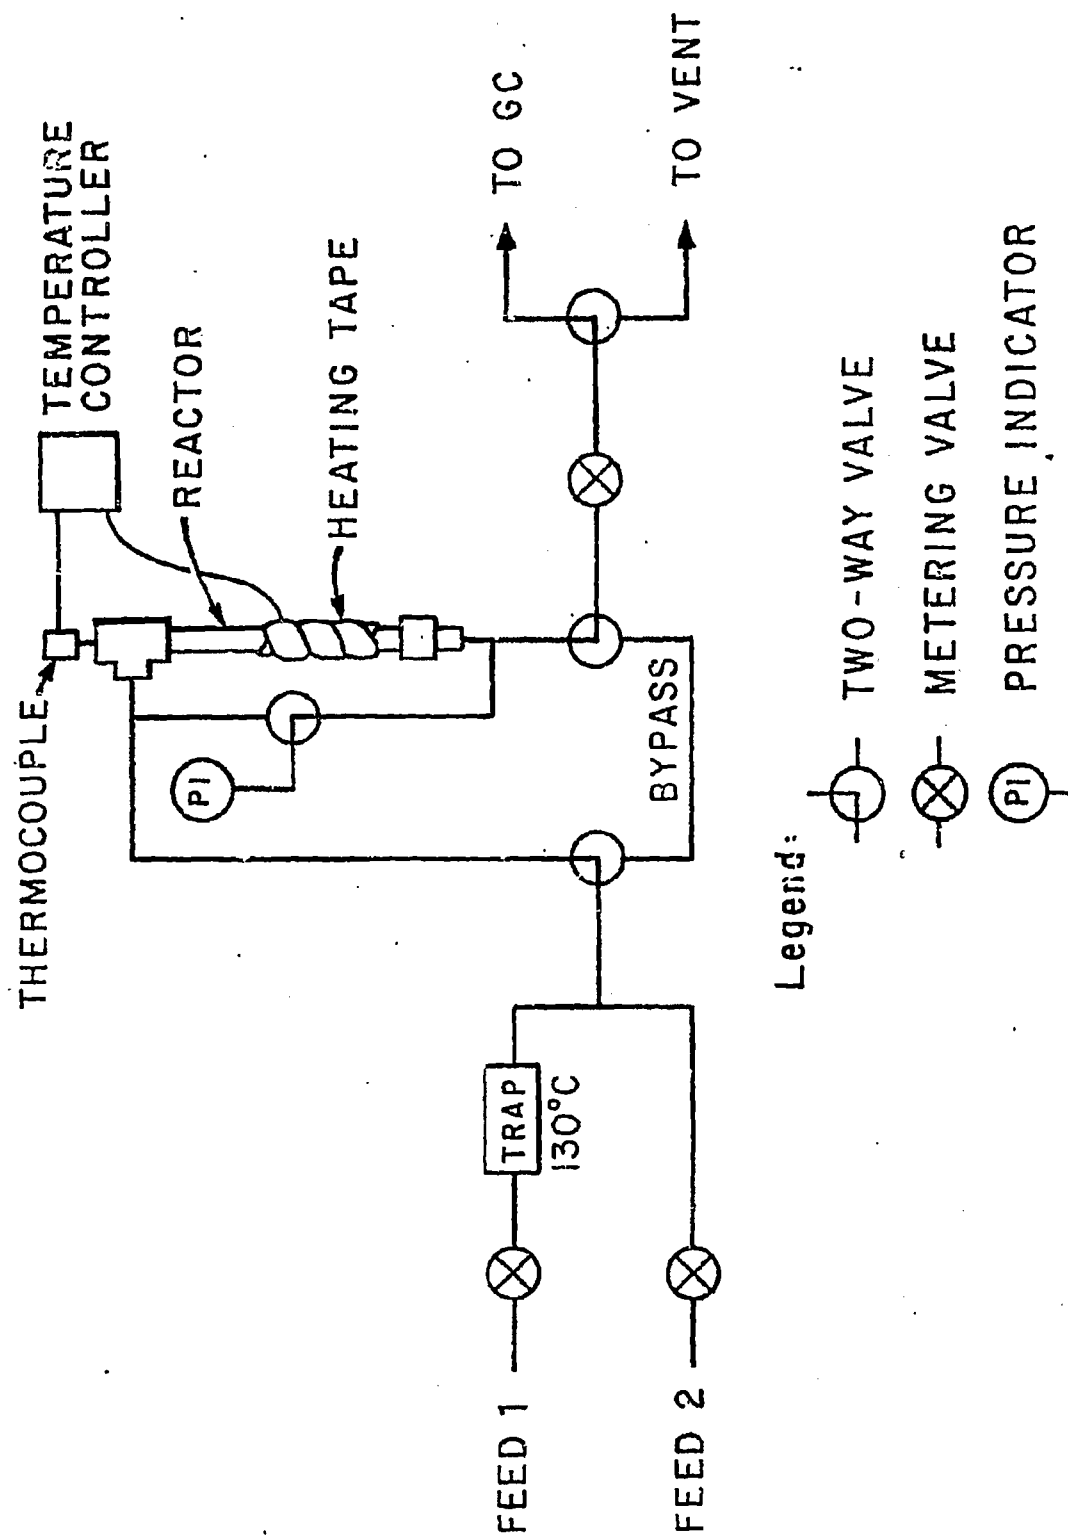 THERMOCOUPLE
TEMPERATURE
CONTROLLER
REACTOR
HEATING TAPE
PI
BYPASS
TO GC
TO VENT
FEED 1
TRAP
130°C
FEED 2
Legend:
TWO-WAY VALVE
METERING VALVE
PI
PRESSURE INDICATOR